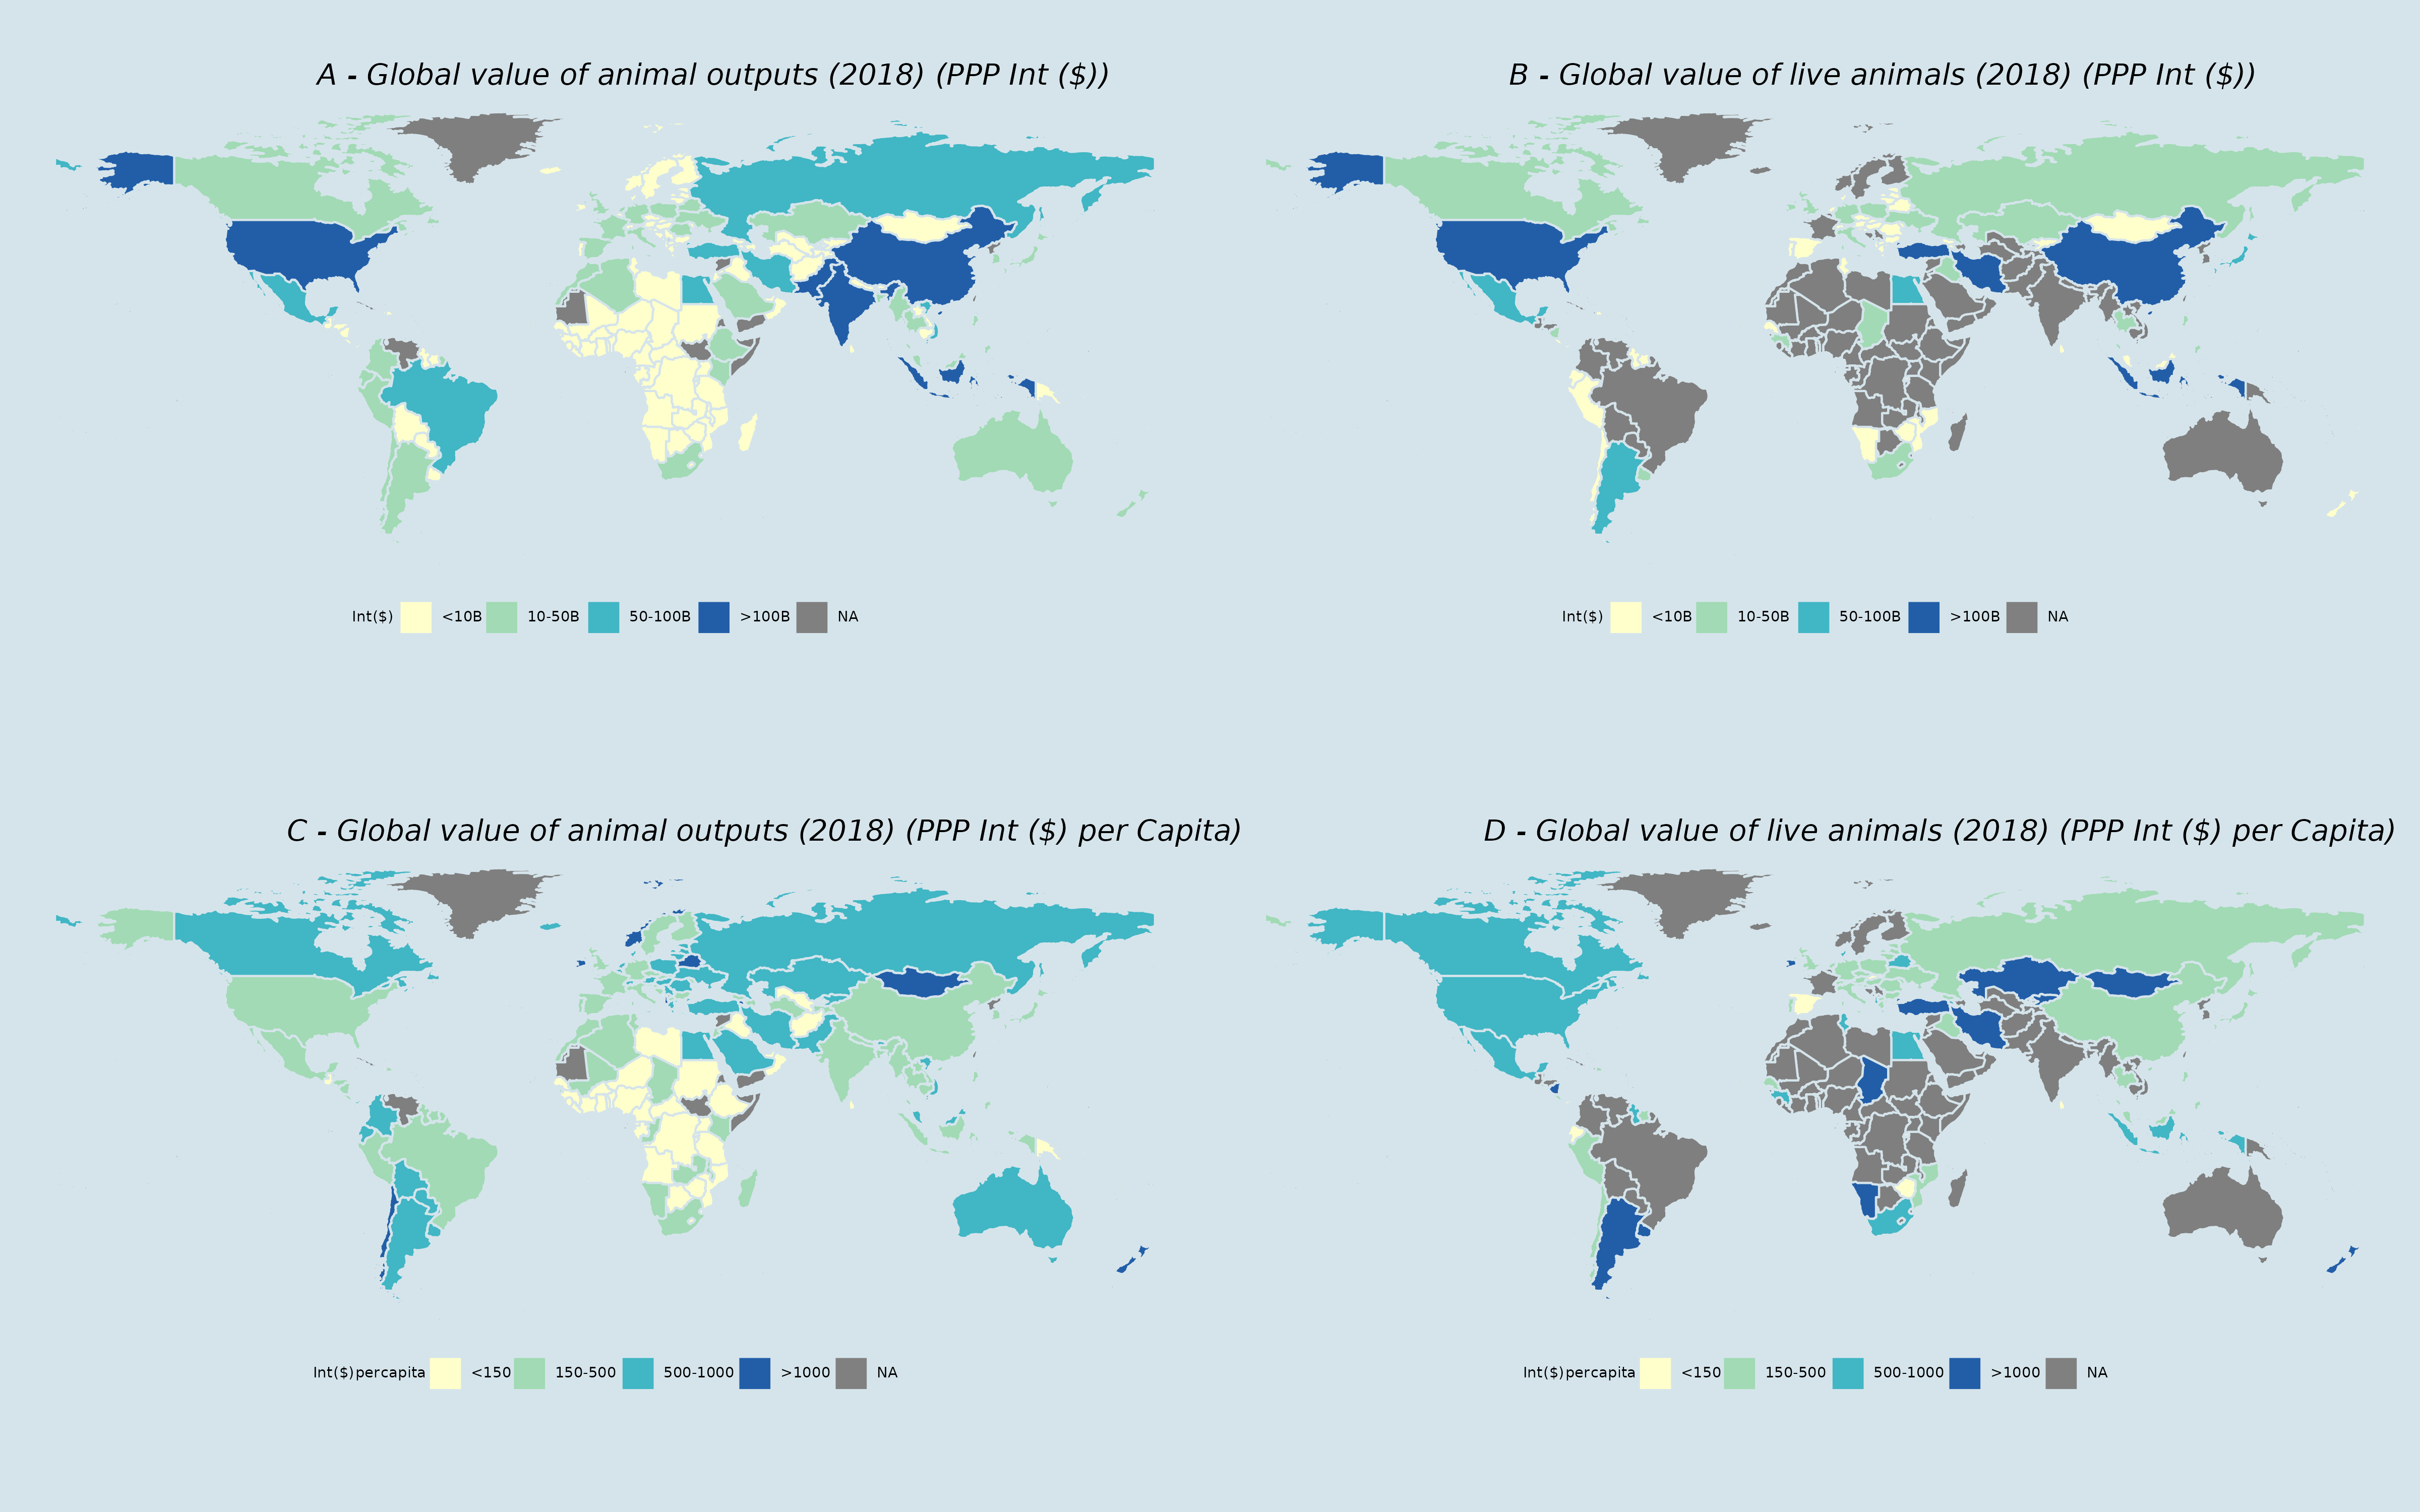 A - Global value of animal outputs (2018) (PPP Int ($))
Int($) <10B 10-50B 50-100B >100B NA
B - Global value of live animals (2018) (PPP Int ($))
Int($) <10B 10-50B 50-100B >100B NA
C - Global value of animal outputs (2018) (PPP Int ($) per Capita)
Int($)percapita <150 150-500 500-1000 >1000 NA
D - Global value of live animals (2018) (PPP Int ($) per Capita)
Int($)percapita <150 150-500 500-1000 >1000 NA